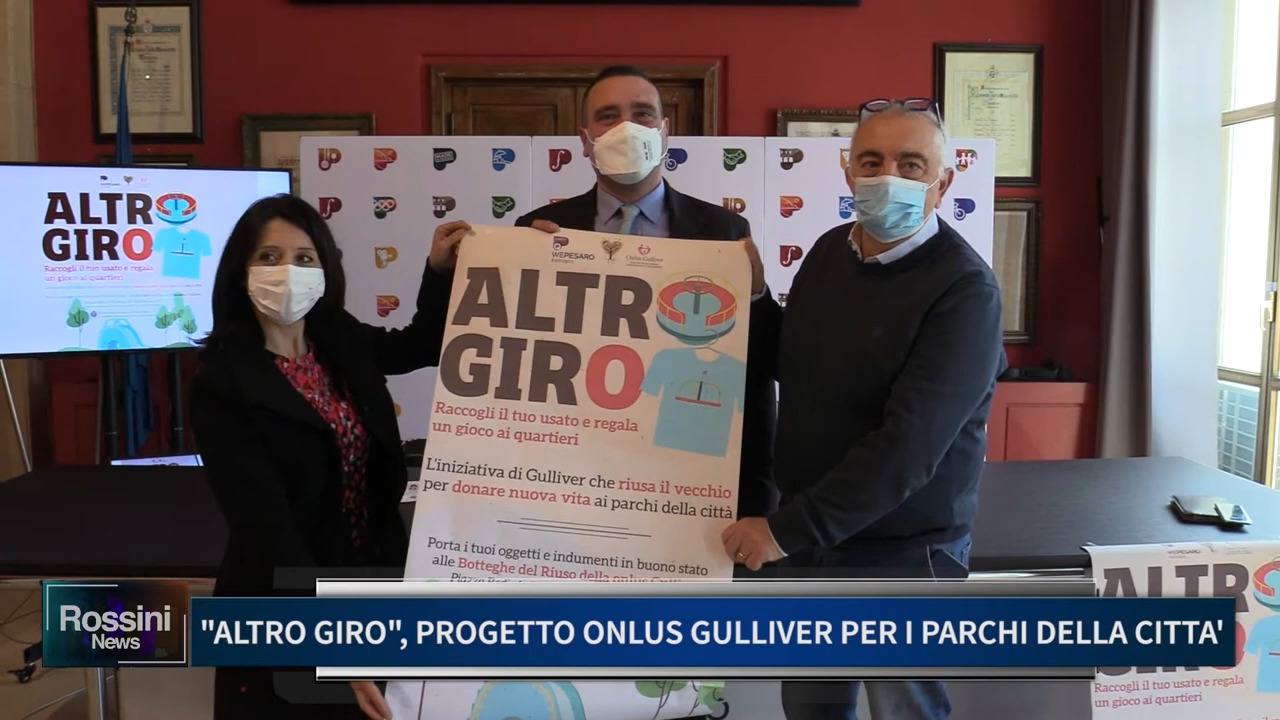 ALTRO
GIRO
Raccogli il tuo usato e regala
un gioco ai quartieri
WEPESARO
Onlus Gulliver
ALTRO
GIRO
Raccogli il tuo usato e regala
un gioco ai quartieri
L'iniziativa di Gulliver che riusa il vecchio
per donare nuova vita ai parchi della città
Porta i tuoi oggetti e indumenti in buono stato
alle Botteghe del Riuso della onlus
Rossini
News
"ALTRO GIRO", PROGETTO ONLUS GULLIVER PER I PARCHI DELLA CITTA'
WEPESARO
ALTRO
Raccogli il tuo usato e regala
un gioco ai quartieri